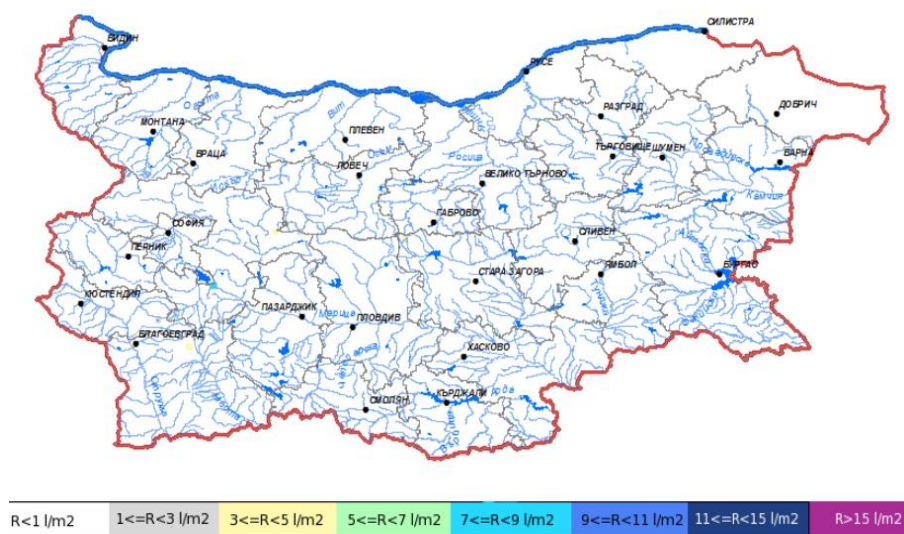 СИЛИСТРА
ВИДИН
РУСЕ
ДОБРИЧ
РАЗГРАД
Вит
МОНТАНА
ПЛЕВЕН
ТЪРГОВИЩЕ
ШУМЕН
ВАРНА
ВРАЦА
ЛОВЕЧ
Росица
ВЕЛИКО ТЪРНОВО
Камчия
ГАБРОВО
СОФИЯ
СЛИВЕН
ПЕРНИК
СТАРА ЗАГОРА
ЯМБОЛ
БУРГАС
КЮСТЕНДИЛ
ПАЗАРДЖИК
Марица
ПЛОВДИВ
БЛАГОЕВГРАД
ХАСКОВО
КЪРДЖАЛИ
СМОЛЯН
R<1 l/m2
1<=R<3 l/m2
3<=R<5 l/m2
5<=R<7 l/m2
7<=R<9 l/m2
9<=R<11 l/m2
11<=R<15 l/m2
R>15 l/m2